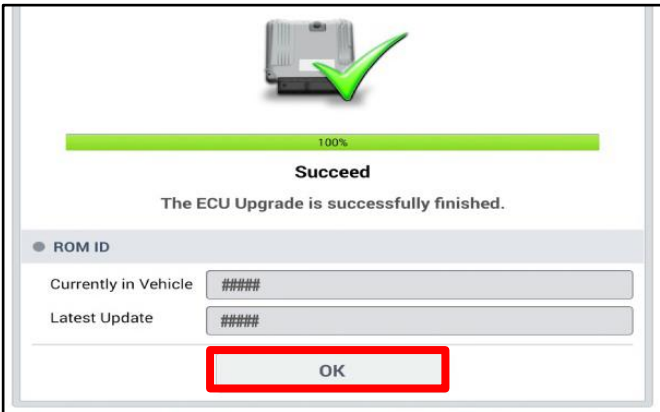 100%
Succeed
The ECU Upgrade is successfully finished.
ROM ID
Currently in Vehicle #####
Latest Update #####
OK